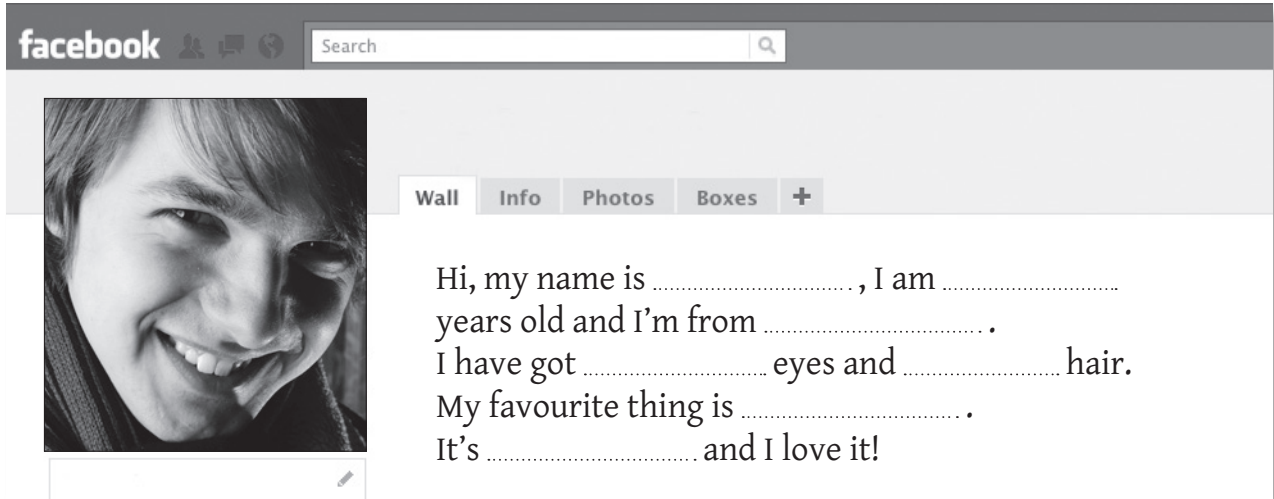 facebook Search
Wall Info Photos Boxes +
Hi, my name is ................................ , I am ................................
years old and I'm from ................................ .
I have got ................................ eyes and ................................ hair.
My favourite thing is ................................ .
It's ................................ and I love it!